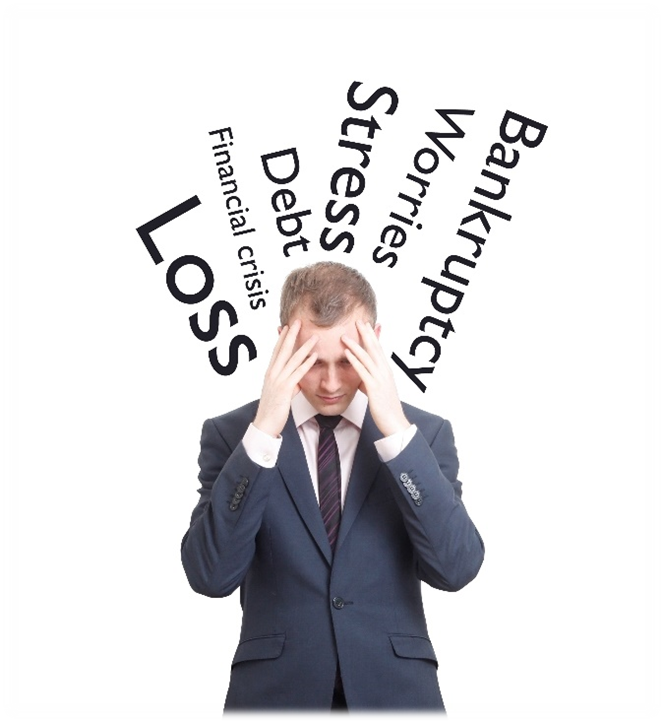 Loss
Financial crisis
Debt
Stress
Worries
Bankruptcy